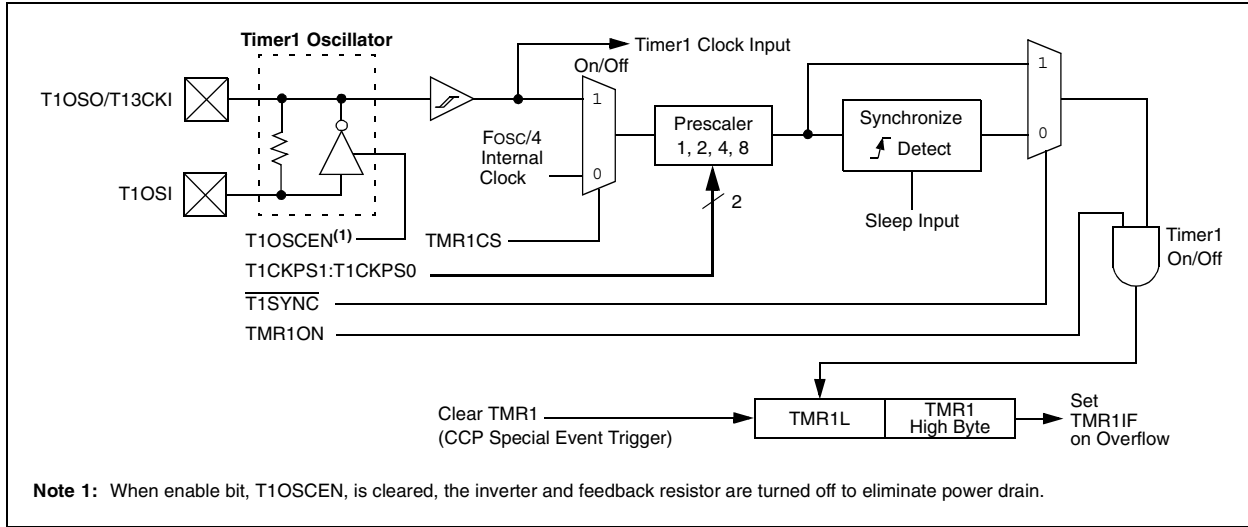 Timer1 Oscillator
Timer1 Clock Input
On/Off
1
1
T1OSO/T13CKI
Prescaler
1, 2, 4, 8
Synchronize
Detect
0
FOSC/4
Internal
Clock
0
T1OSI
2
Sleep Input
T1OSCEN(1)
TMR1CS
Timer1
On/Off
T1CKPS1:T1CKPS0
T1SYNC
TMR1ON
Clear TMR1
(CCP Special Event Trigger)
TMR1L
TMR1
High Byte
Set
TMR1IF
on Overflow
Note 1: When enable bit, T1OSCEN, is cleared, the inverter and feedback resistor are turned off to eliminate power drain.